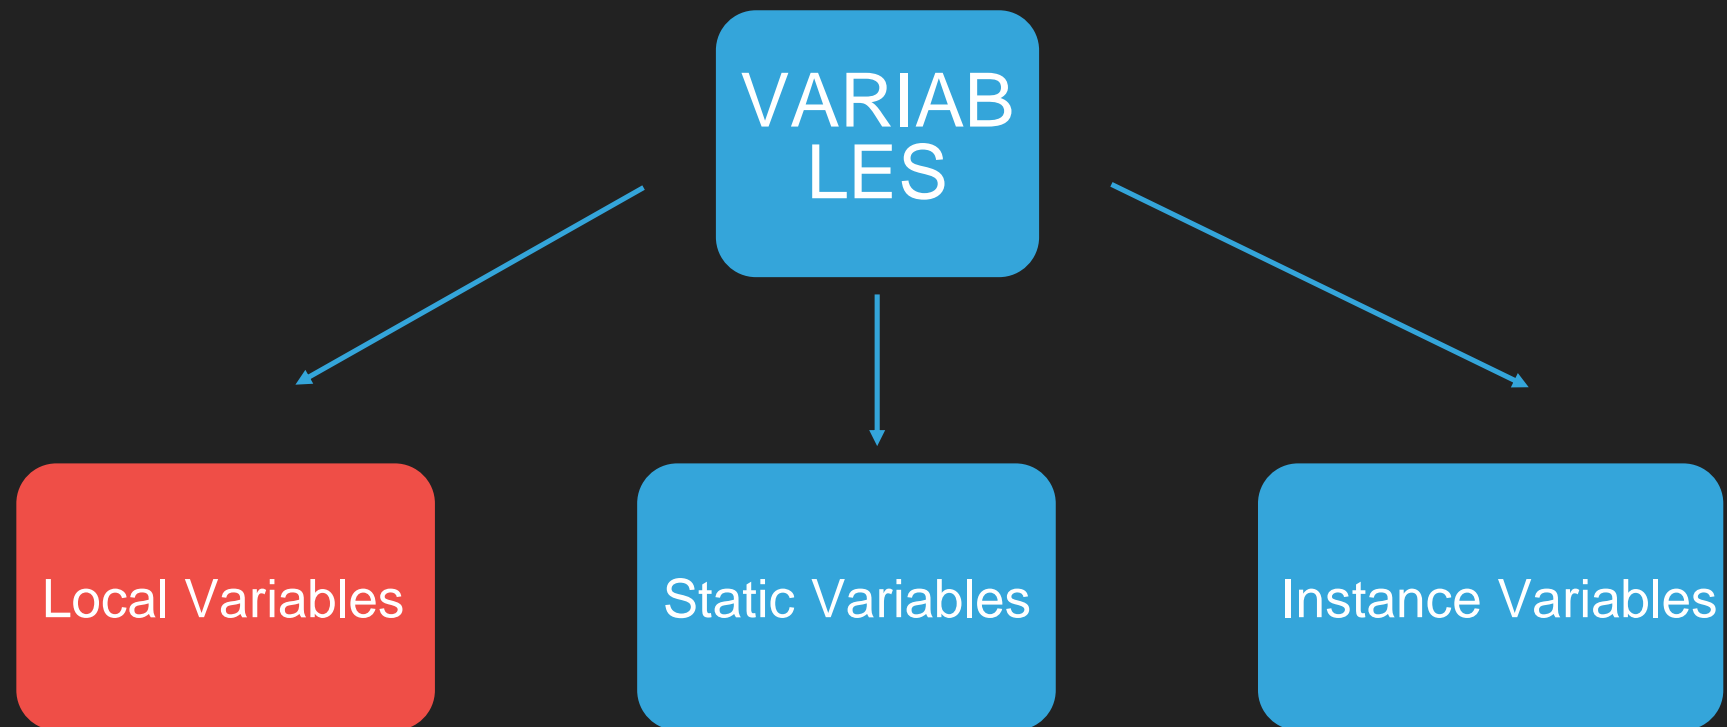 VARIAB
LES
Local Variables
Static Variables
Instance Variables